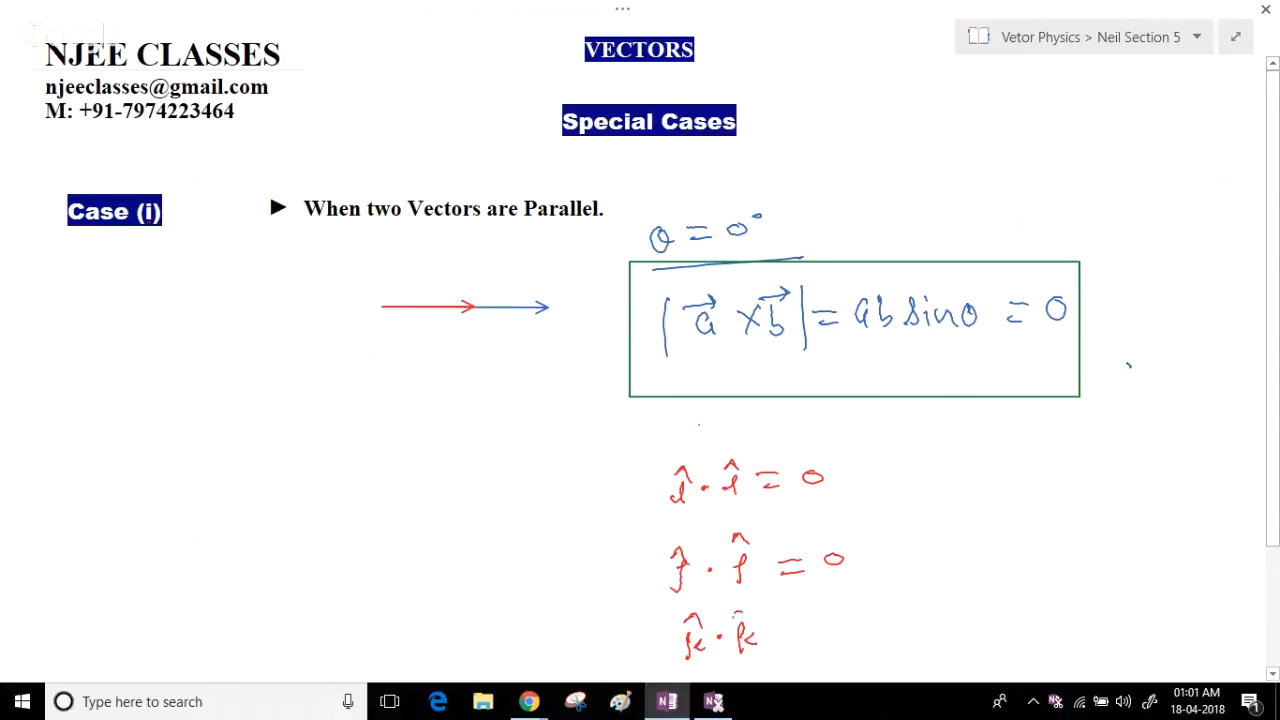 NJEE CLASSES
njeeclasses@gmail.com
M: +91-7974223464
VECTORS
Vetor Physics > Neil Section 5
Special Cases
Case (i)
► When two Vectors are Parallel.
θ = 0°
|a⃗ × b⃗| = ab sinθ = 0
î · î = 0
ĵ · ĵ = 0
k̂ · k̂
Type here to search
01:01 AM
18-04-2018